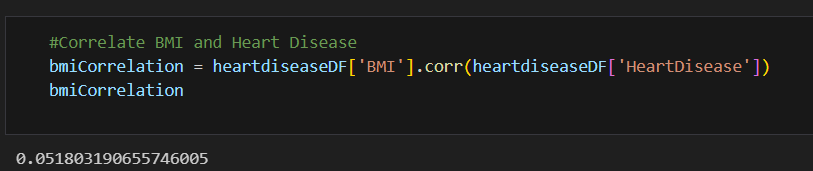 #Correlate BMI and Heart Disease
bmiCorrelation = heartdiseaseDF['BMI'].corr(heartdiseaseDF['HeartDisease'])
bmiCorrelation
0.051803190655746005